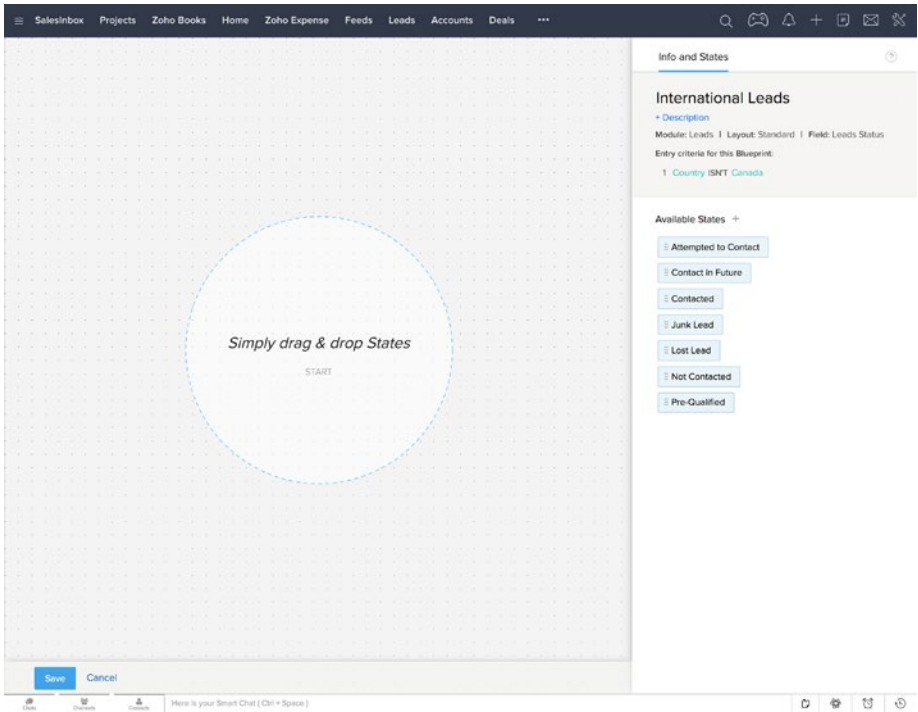 SalesInbox Projects Zoho Books Home Zoho Expense Feeds Leads Accounts Deals •••
Info and States
?
International Leads
+ Description
Module: Leads | Layout: Standard | Field: Leads Status
Entry criteria for this Blueprint:
1 Country ISN'T Canada
Available States +
Attempted to Contact
Contact in Future
Contacted
Junk Lead
Lost Lead
Not Contacted
Pre-Qualified
Simply drag & drop States
START
Save Cancel
Chats Channels Contacts Here is your Smart Chat ( Ctrl + Space )